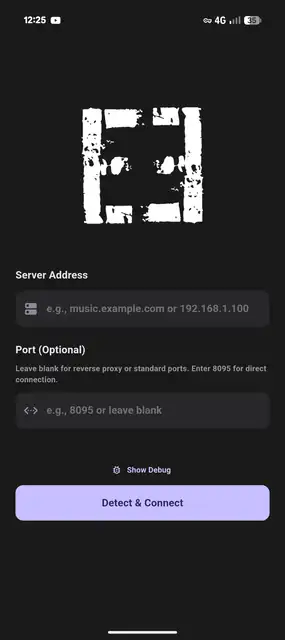 12:25
4G 35
Server Address
e.g., music.example.com or 192.168.1.100
Port (Optional)
Leave blank for reverse proxy or standard ports. Enter 8095 for direct
connection.
e.g., 8095 or leave blank
Show Debug
Detect & Connect